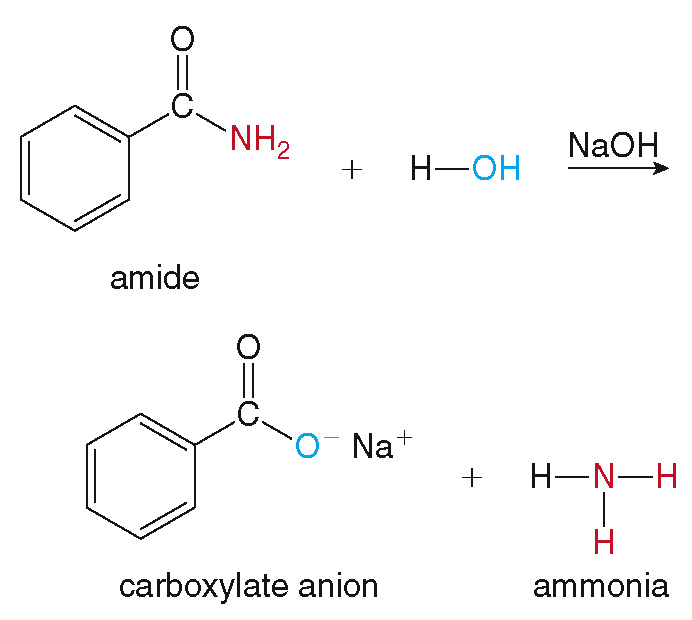 O
C
NH₂
+ H—OH NaOH
amide
O
C
O⁻ Na⁺
+ H—N—H
H
carboxylate anion ammonia